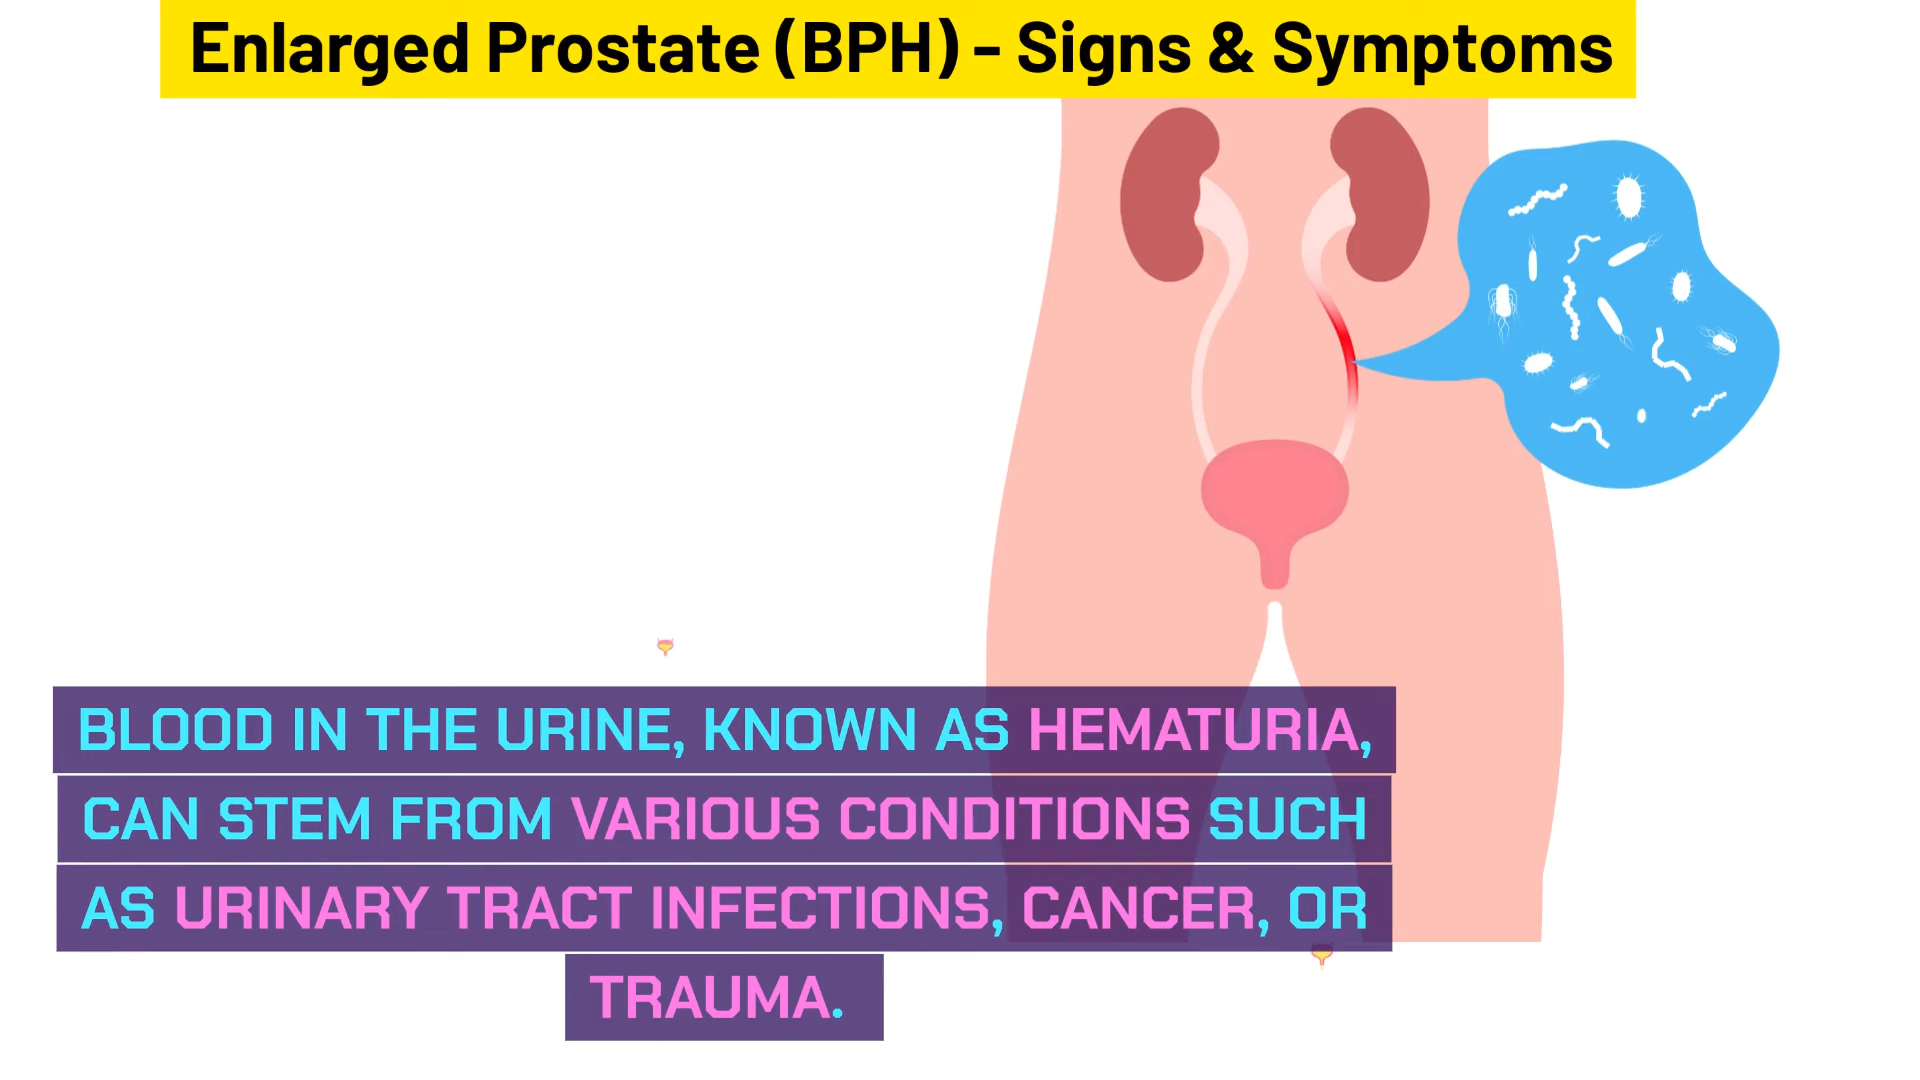 Enlarged Prostate (BPH) - Signs & Symptoms
BLOOD IN THE URINE, KNOWN AS HEMATURIA,
CAN STEM FROM VARIOUS CONDITIONS SUCH
AS URINARY TRACT INFECTIONS, CANCER, OR
TRAUMA.